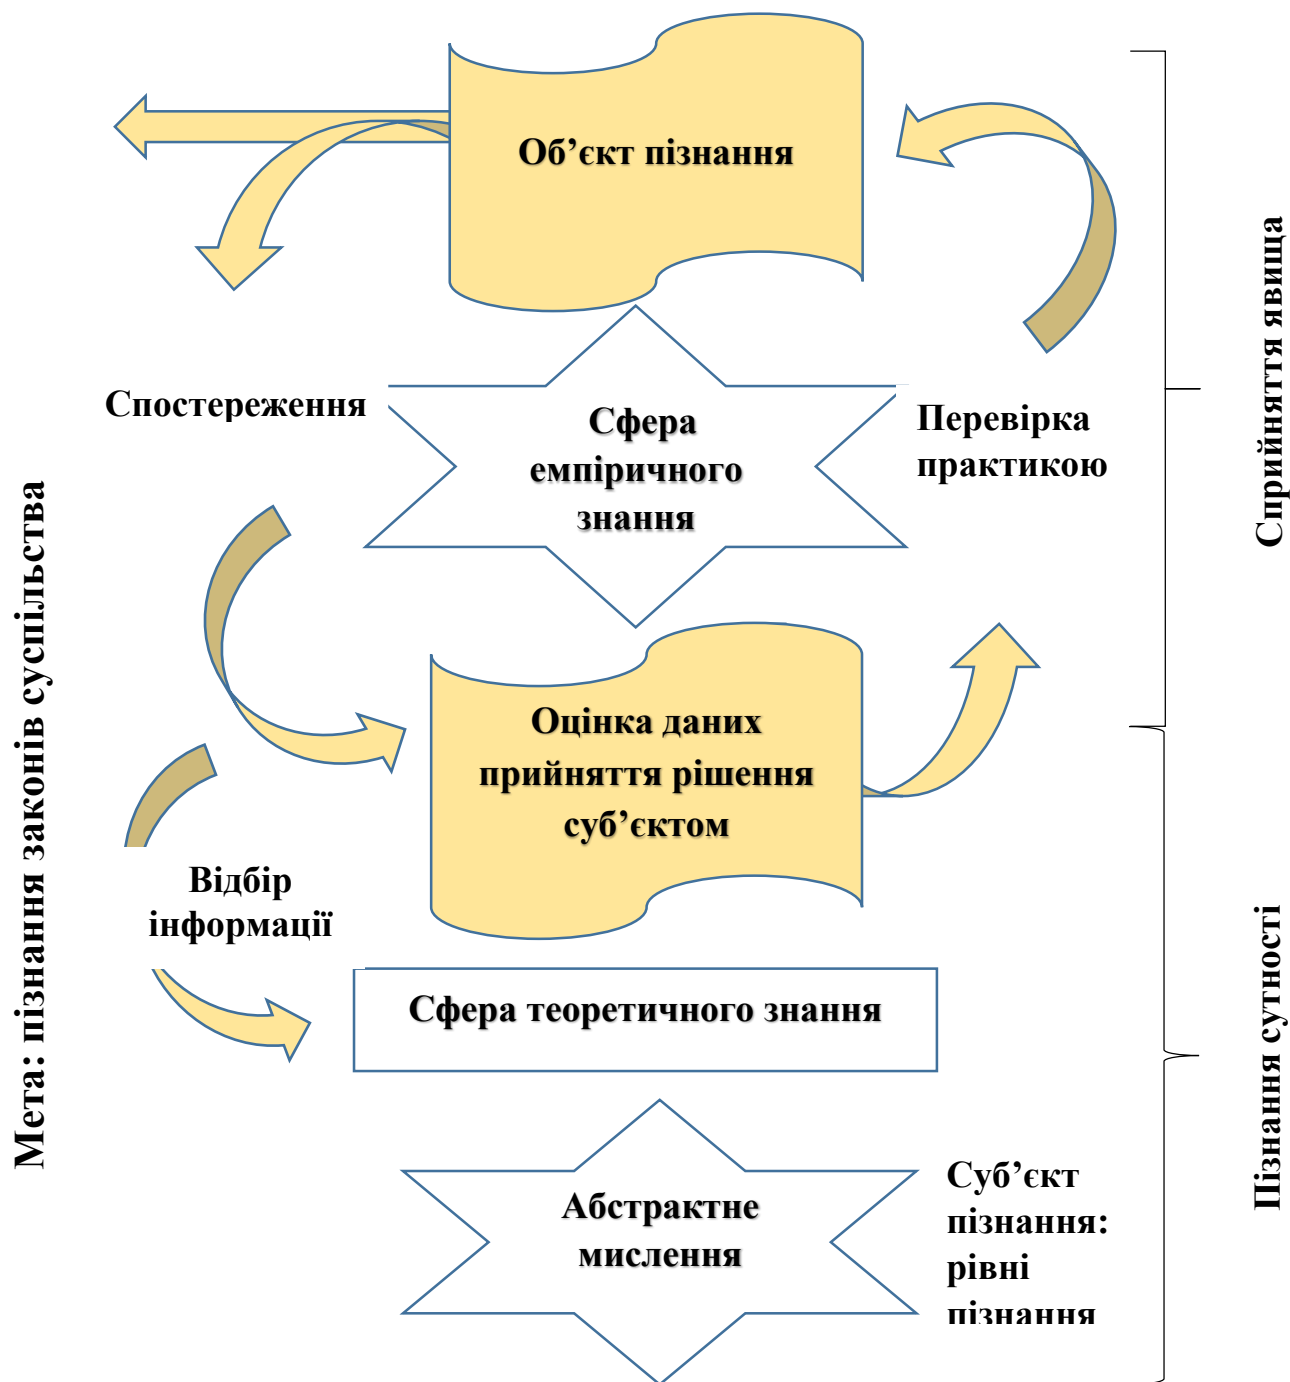 Об’єкт пізнання
Сприйняття явища
Спостереження
Сфера
емпіричного
знання
Перевірка
практикою
Мета: пізнання законів суспільства
Оцінка даних
прийняття рішення
суб’єктом
Відбір
інформації
Сфера теоретичного знання
Пізнання сутності
Абстрактне
мислення
Суб’єкт
пізнання:
рівні
пізнання